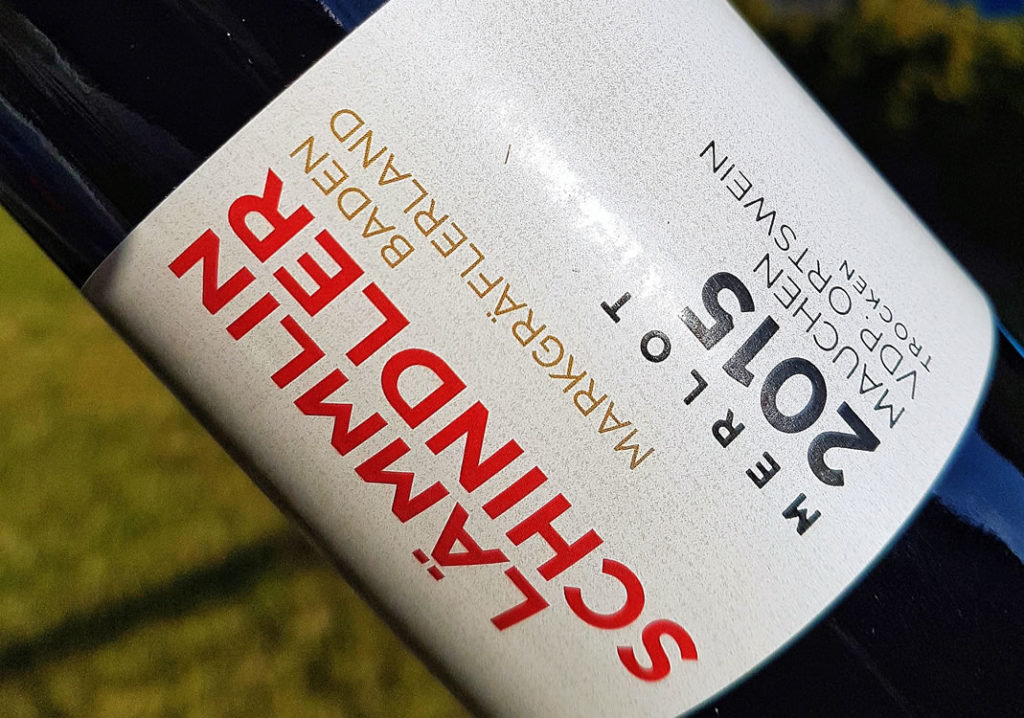 LÄMMLIN
SCHINDLER
BADEN
MARKGRÄFLERLAND
MERLOT
2015
MAUCHEN
VDP. ORTSWEIN
TROCKEN